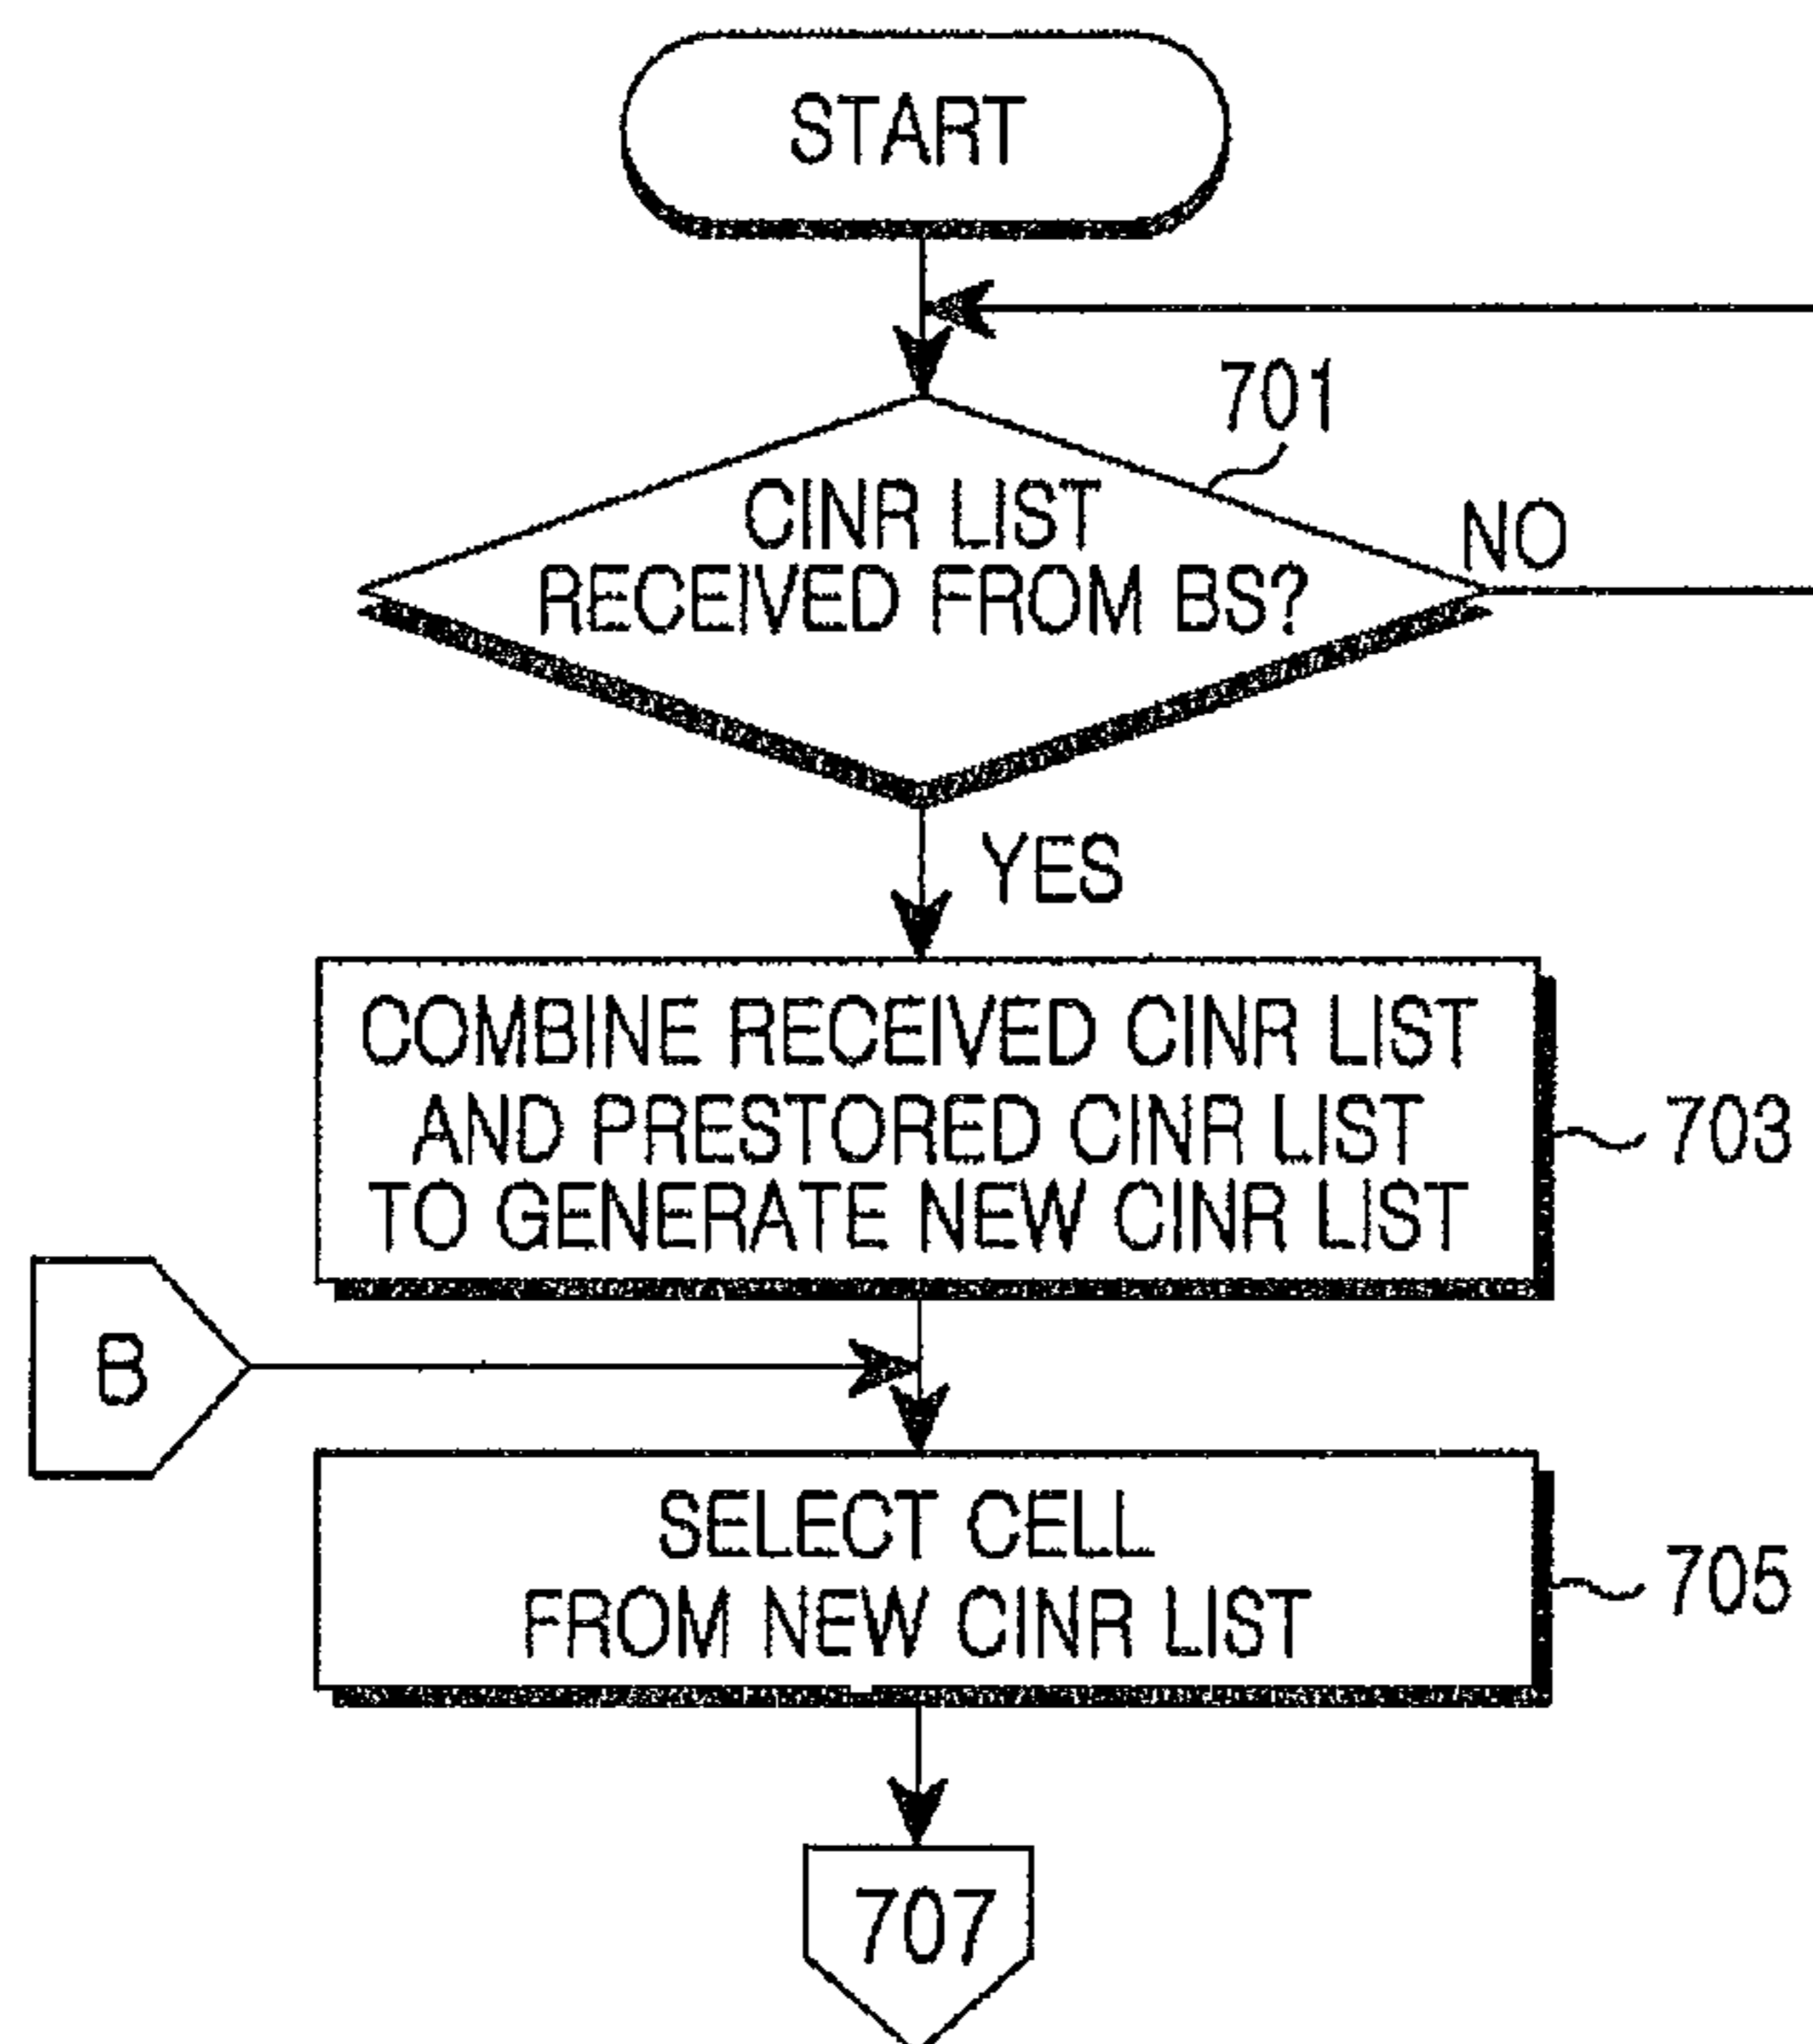 START
701
CINR LIST
RECEIVED FROM BS?
NO
YES
COMBINE RECEIVED CINR LIST
AND PRESTORED CINR LIST
TO GENERATE NEW CINR LIST
703
B
SELECT CELL
FROM NEW CINR LIST
705
707